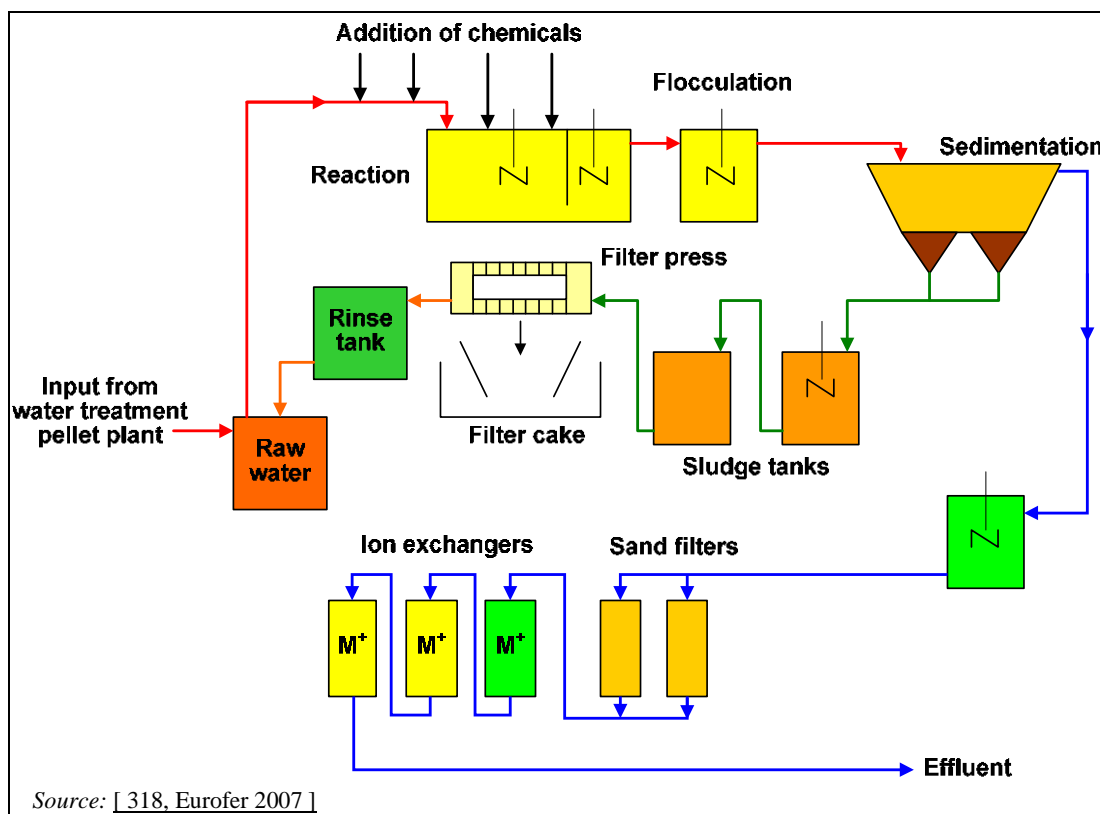 Addition of chemicals
Flocculation
Sedimentation
Reaction
Filter press
Rinse
tank
Input from
water treatment
pellet plant
Raw
water
Filter cake
Sludge tanks
Ion exchangers
Sand filters
M+
M+
M+
Effluent
Source: [ 318, Eurofer 2007 ]